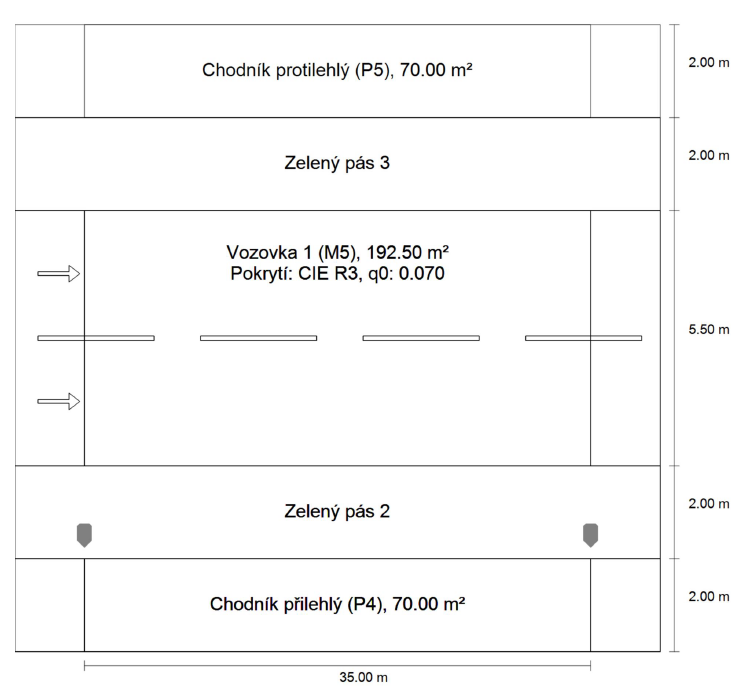 Chodník protilehlý (P5), 70.00 m²
2.00 m
Zelený pás 3
2.00 m
Vozovka 1 (M5), 192.50 m²
Pokrytí: CIE R3, q0: 0.070
5.50 m
Zelený pás 2
2.00 m
Chodník přilehlý (P4), 70.00 m²
2.00 m
35.00 m